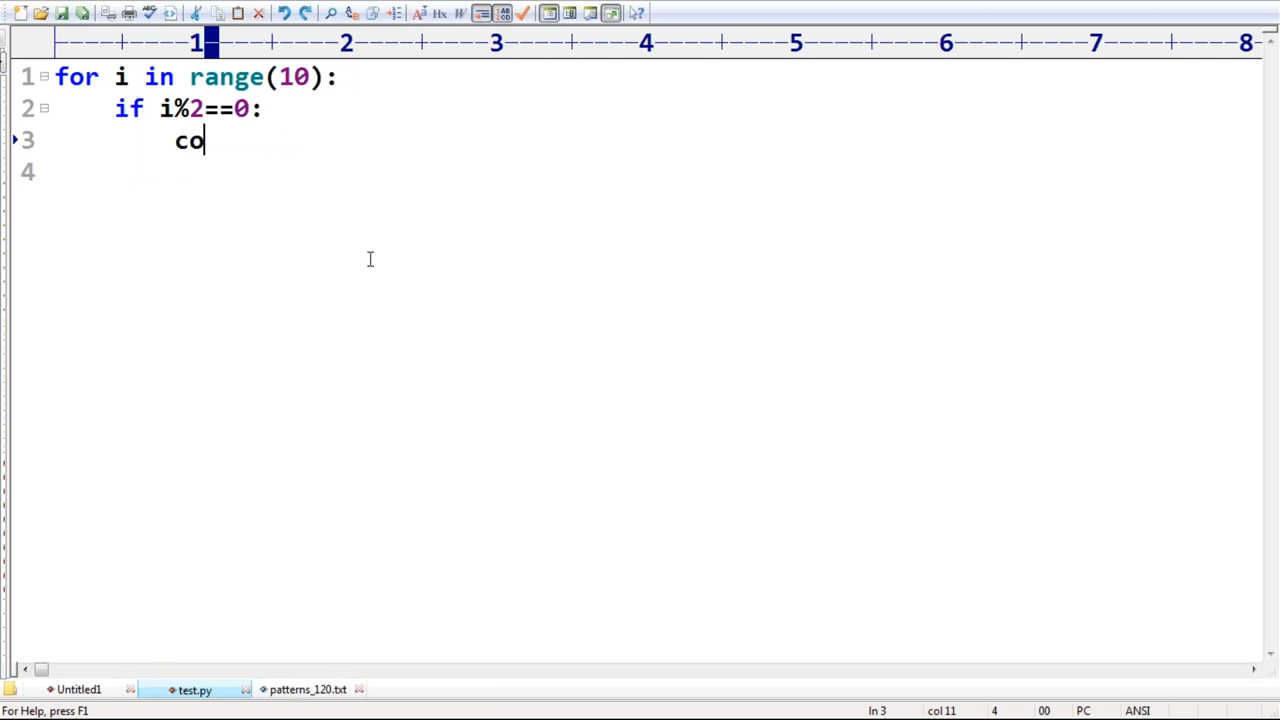 1 2 3 4 5 6 7 8
1 for i in range(10):
2     if i%2==0:
3         co
4
Untitled1 test.py patterns_120.txt
For Help, press F1 ln 3 col 11 4 00 PC ANSI